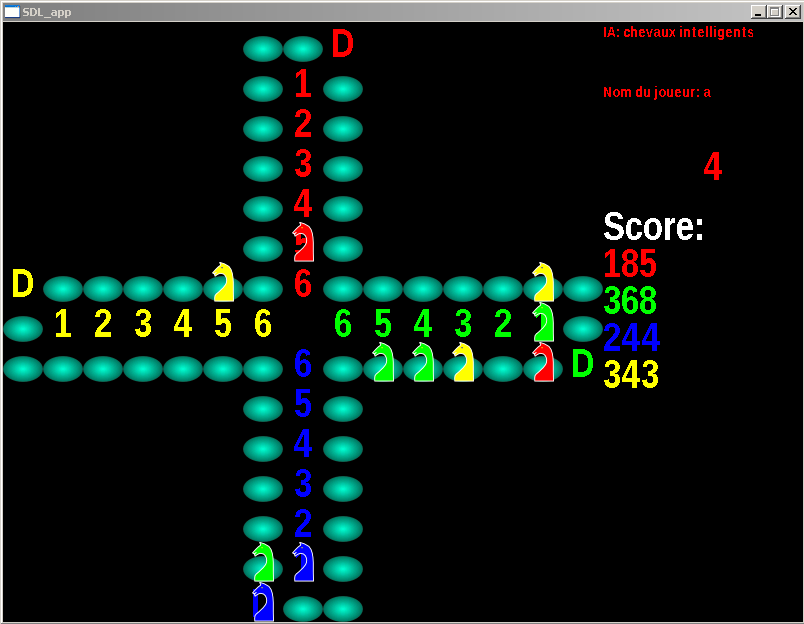 SDL_app
IA: chevaux intelligents
Nom du joueur: a
4
Score:
185
368
244
343
D
1
2
3
4
D 6
1 2 3 4 5 6 6 5 4 3 2
6 D
5
4
3
2